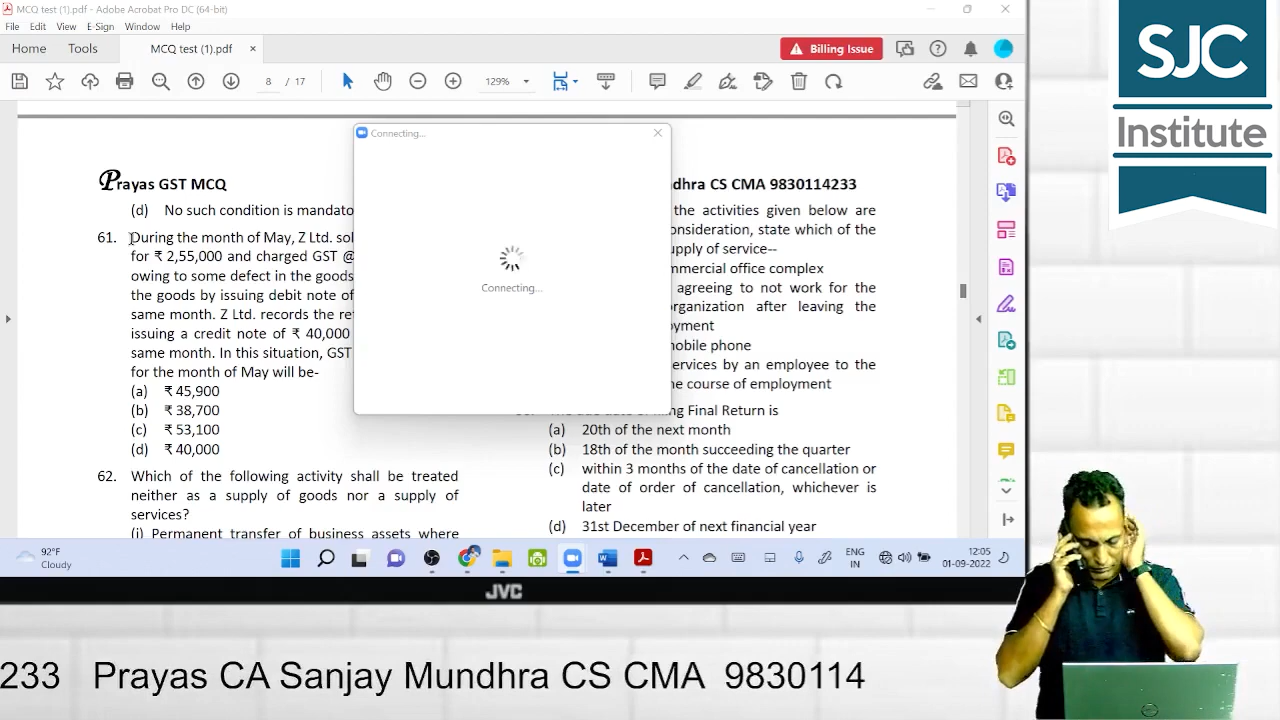 MCQ test (1).pdf - Adobe Acrobat Pro DC (64-bit)
File Edit View E-Sign Window Help
Home Tools MCQ test (1).pdf × Billing Issue
8 / 17 129%
Prayas GST MCQ
(d) No such condition is mandato
61. During the month of May, Z Ltd. sol
for ₹ 2,55,000 and charged GST @
owing to some defect in the goods
the goods by issuing debit note of
same month. Z Ltd. records the re
issuing a credit note of ₹ 40,000
same month. In this situation, GST
for the month of May will be-
(a) ₹ 45,900
(b) ₹ 38,700
(c) ₹ 53,100
(d) ₹ 40,000
62. Which of the following activity shall be treated
neither as a supply of goods nor a supply of
services?
(i) Permanent transfer of business assets where
Connecting...
Connecting...
dhra CS CMA 9830114233
the activities given below are
onsideration, state which of the
upply of service--
mmercial office complex
agreeing to not work for the
rganization after leaving the
oyment
mobile phone
ervices by an employee to the
he course of employment
ing Final Return is
(a) 20th of the next month
(b) 18th of the month succeeding the quarter
(c) within 3 months of the date of cancellation or
date of order of cancellation, whichever is
later
(d) 31st December of next financial year
92°F
Cloudy
ENG
IN
12:05
01-09-2022
JVC
SJC
Institute
233 Prayas CA Sanjay Mundhra CS CMA 9830114